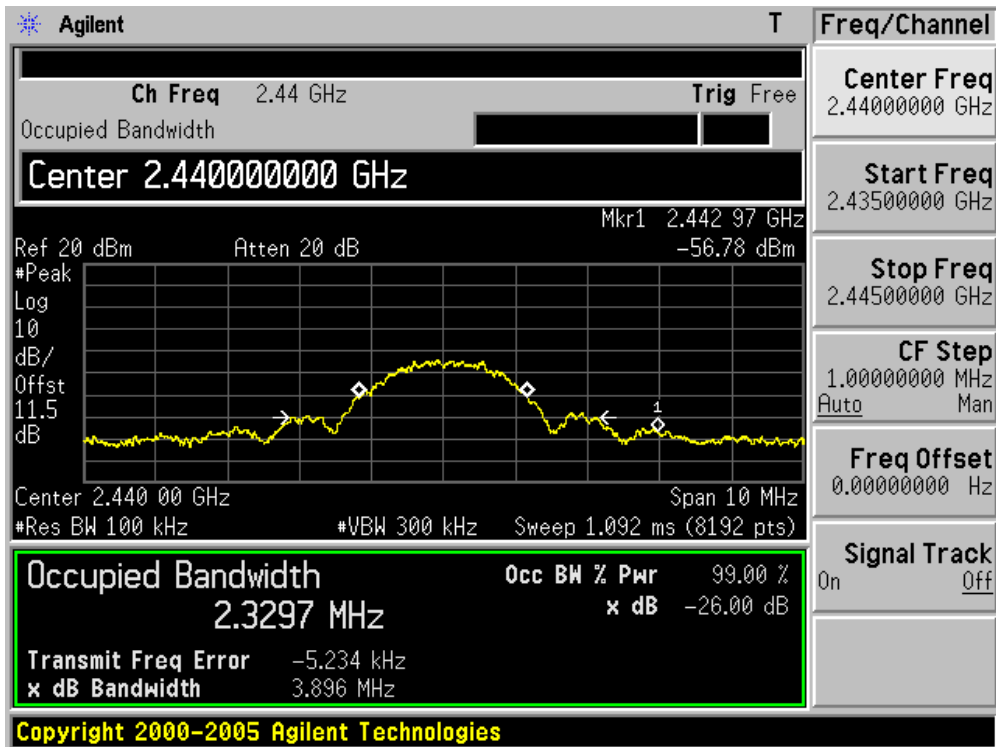 Agilent T
Ch Freq 2.44 GHz Trig Free
Occupied Bandwidth
Center 2.440000000 GHz
Mkr1 2.442 97 GHz
Ref 20 dBm Atten 20 dB -56.78 dBm
#Peak
Log
10
dB/
Offst
11.5
dB
1
Center 2.440 00 GHz Span 10 MHz
#Res BW 100 kHz #VBW 300 kHz Sweep 1.092 ms (8192 pts)
Occupied Bandwidth Occ BW % Pwr 99.00 %
2.3297 MHz x dB -26.00 dB
Transmit Freq Error -5.234 kHz
x dB Bandwidth 3.896 MHz
Copyright 2000-2005 Agilent Technologies
Freq/Channel
Center Freq
2.44000000 GHz
Start Freq
2.43500000 GHz
Stop Freq
2.44500000 GHz
CF Step
1.00000000 MHz
Auto Man
Freq Offset
0.00000000 Hz
Signal Track
On Off